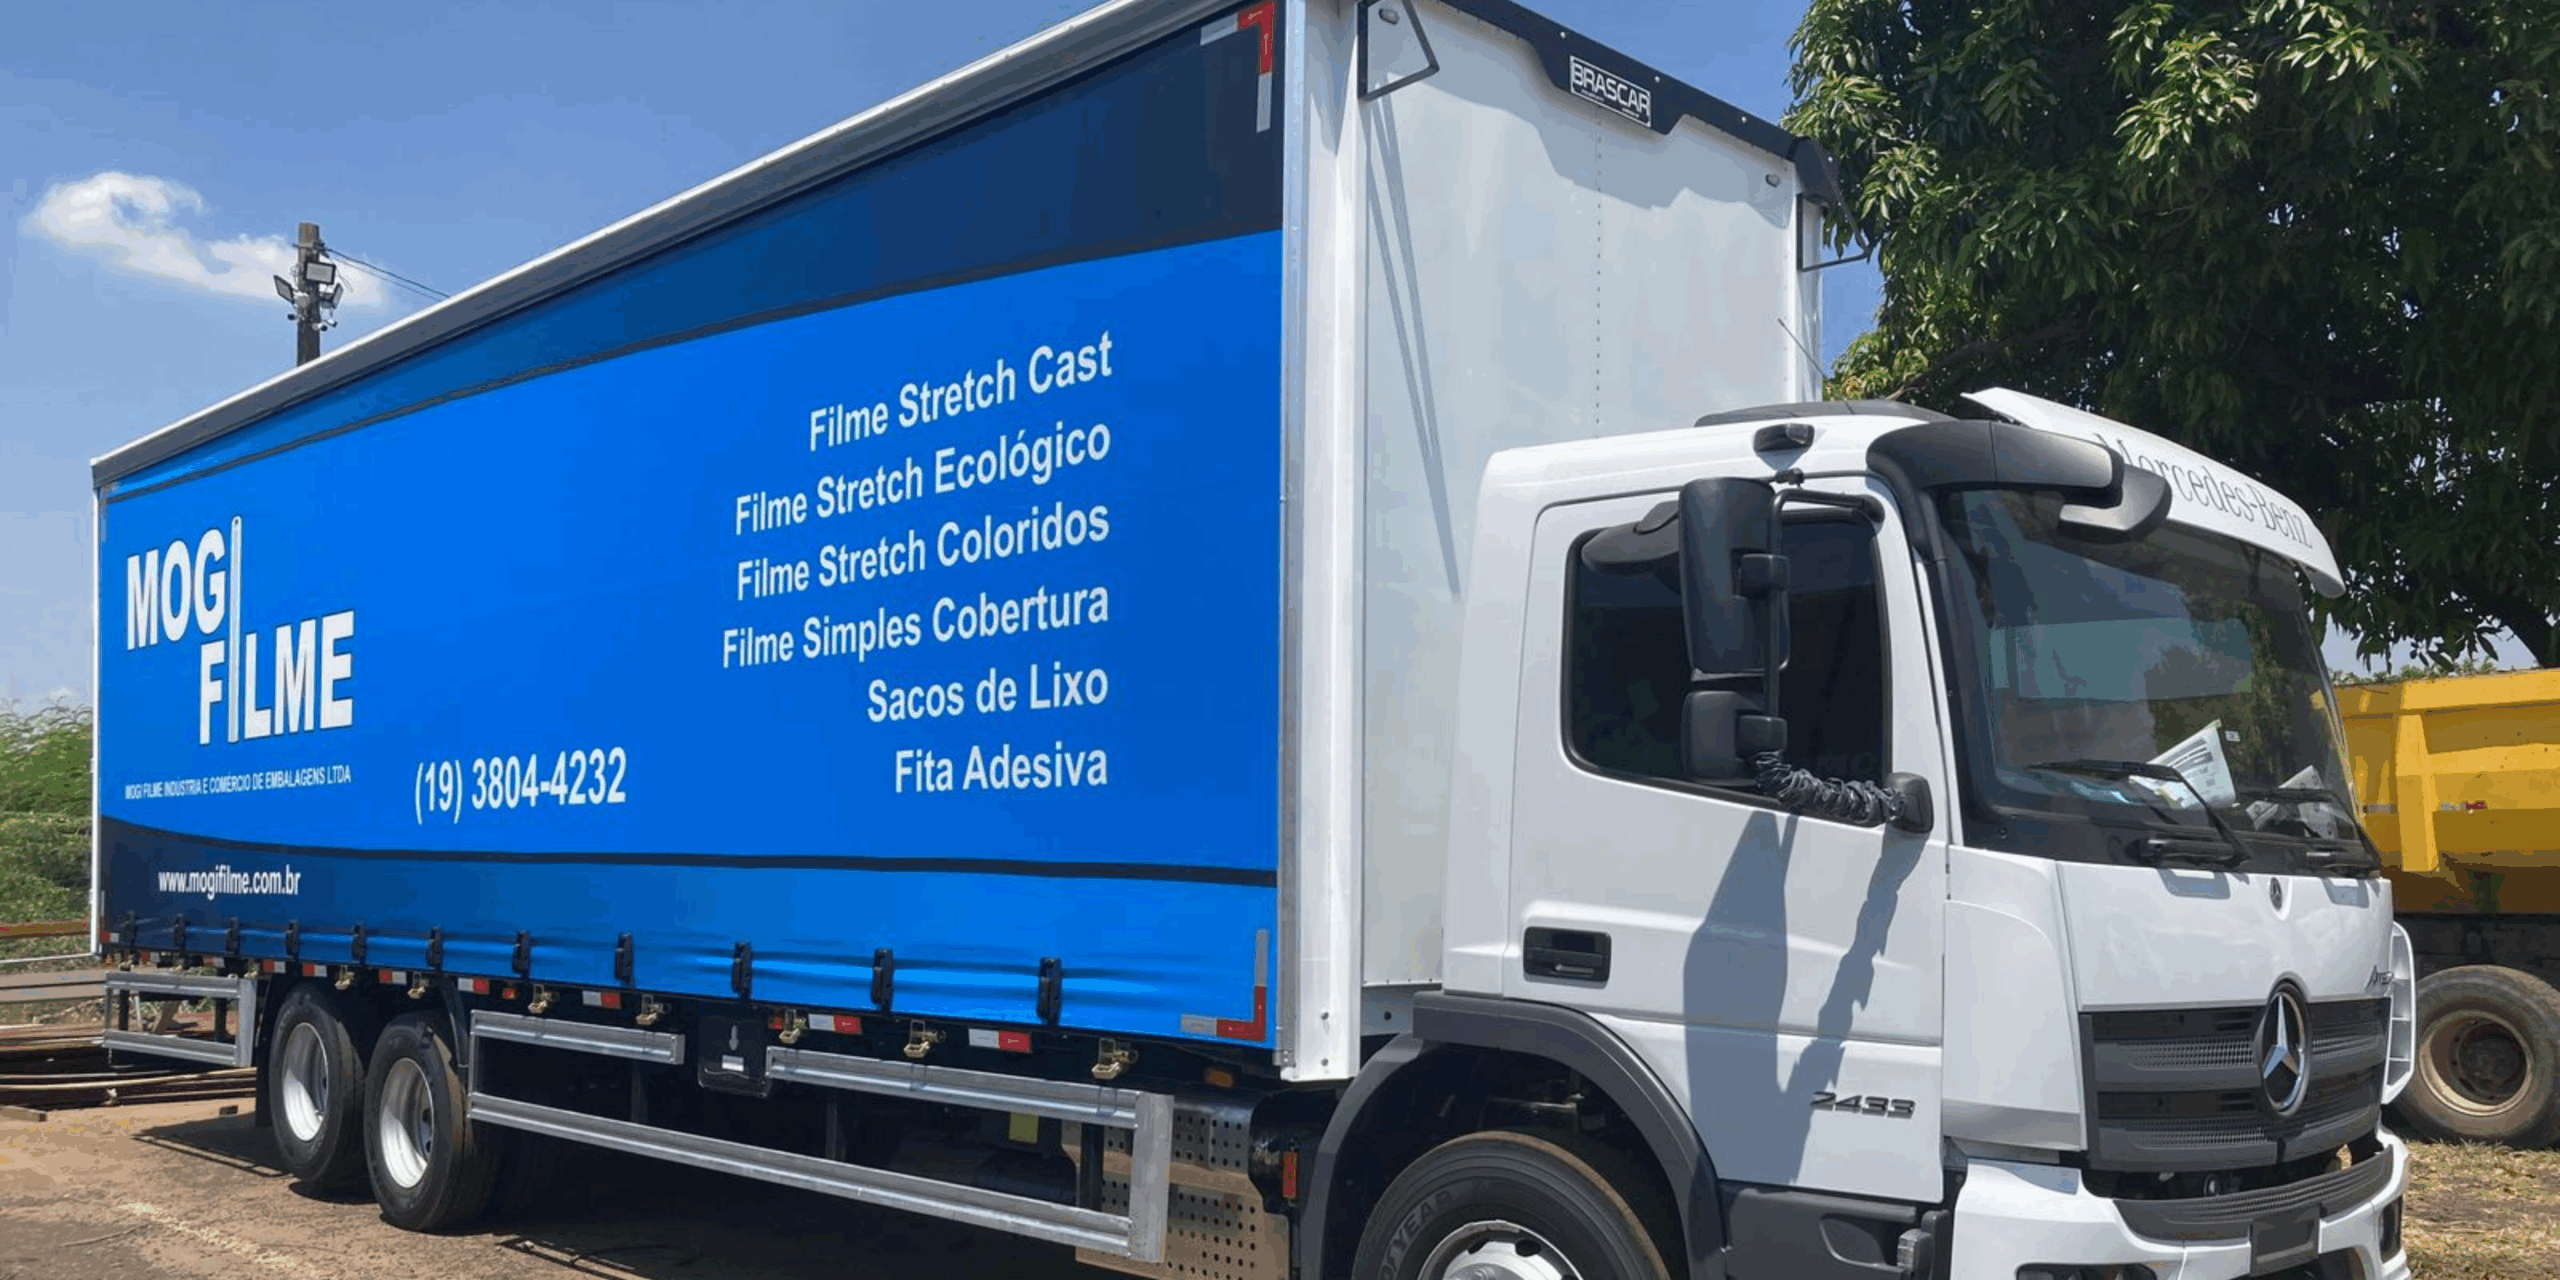 BRASCAR
Filme Stretch Cast
Filme Stretch Ecológico
Filme Stretch Coloridos
Filme Simples Cobertura
Sacos de Lixo
Fita Adesiva
MOGI
FILME
MOGI FILME INDUSTRIA E COMÉRCIO DE EMBALAGENS LTDA
(19) 3804-4232
www.mogifilme.com.br
Mercedes-Benz
2433